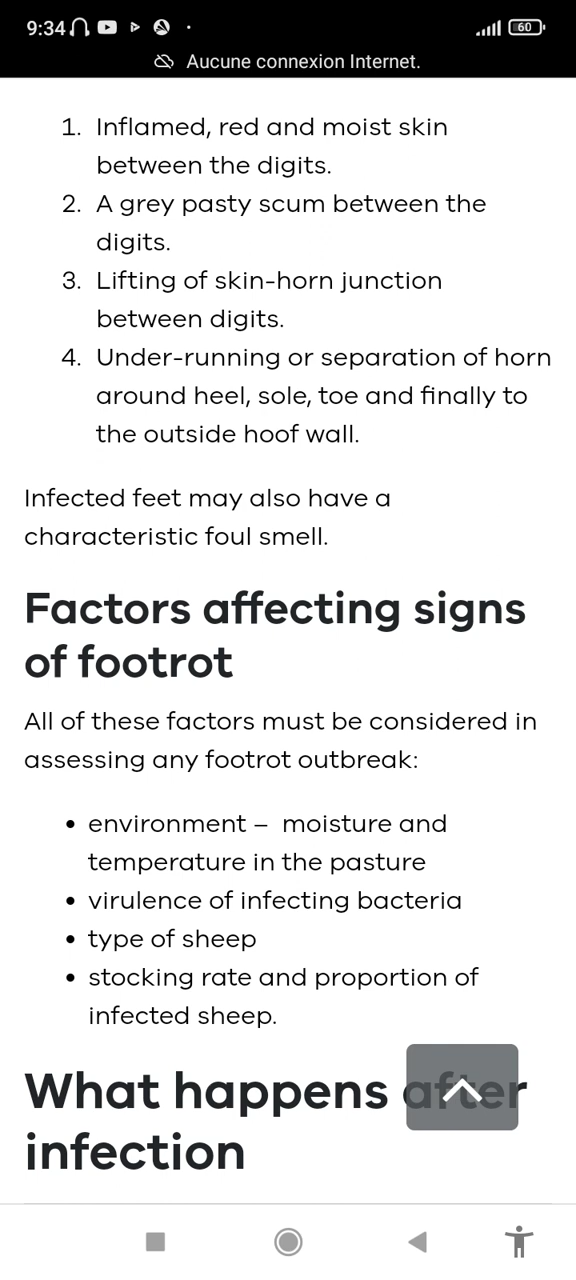 9:34
60
Aucune connexion Internet.
1. Inflamed, red and moist skin
between the digits.
2. A grey pasty scum between the
digits.
3. Lifting of skin-horn junction
between digits.
4. Under-running or separation of horn
around heel, sole, toe and finally to
the outside hoof wall.
Infected feet may also have a
characteristic foul smell.
Factors affecting signs
of footrot
All of these factors must be considered in
assessing any footrot outbreak:
• environment –  moisture and
temperature in the pasture
• virulence of infecting bacteria
• type of sheep
• stocking rate and proportion of
infected sheep.
What happens after
infection